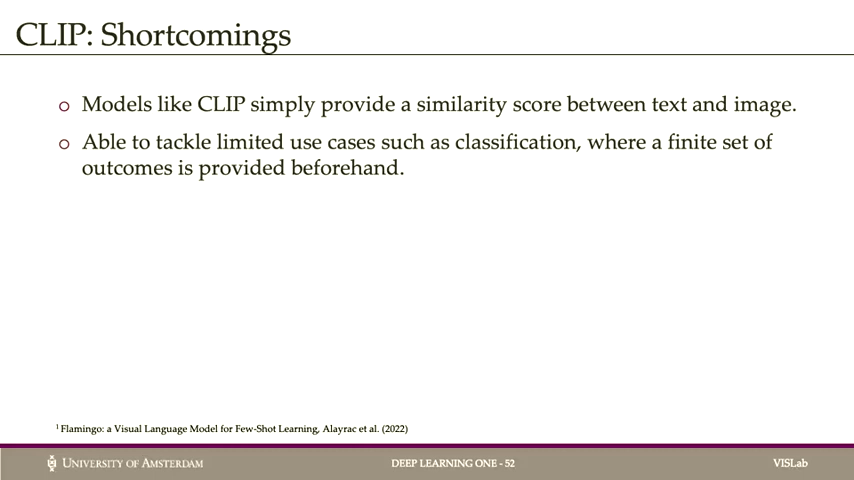 CLIP: Shortcomings
o Models like CLIP simply provide a similarity score between text and image.
o Able to tackle limited use cases such as classification, where a finite set of
outcomes is provided beforehand.
1 Flamingo: a Visual Language Model for Few-Shot Learning, Alayrac et al. (2022)
UNIVERSITY OF AMSTERDAM
DEEP LEARNING ONE - 52
VISLab